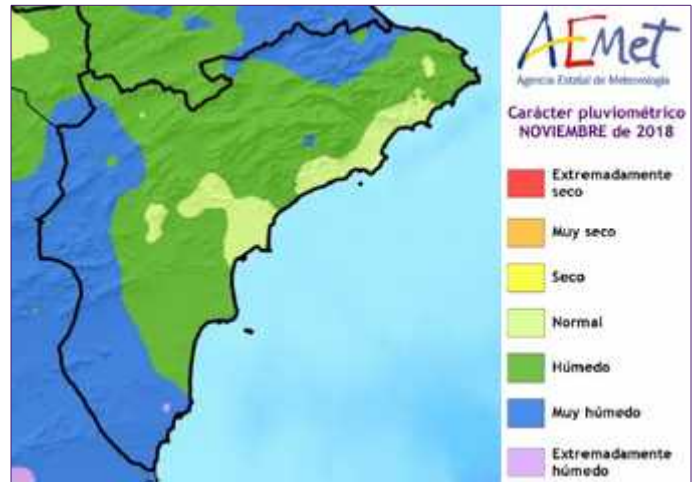 AEMet
Agencia Estatal de Meteorología
Carácter pluviométrico
NOVIEMBRE de 2018
Extremadamente
seco
Muy seco
Seco
Normal
Húmedo
Muy húmedo
Extremadamente
húmedo